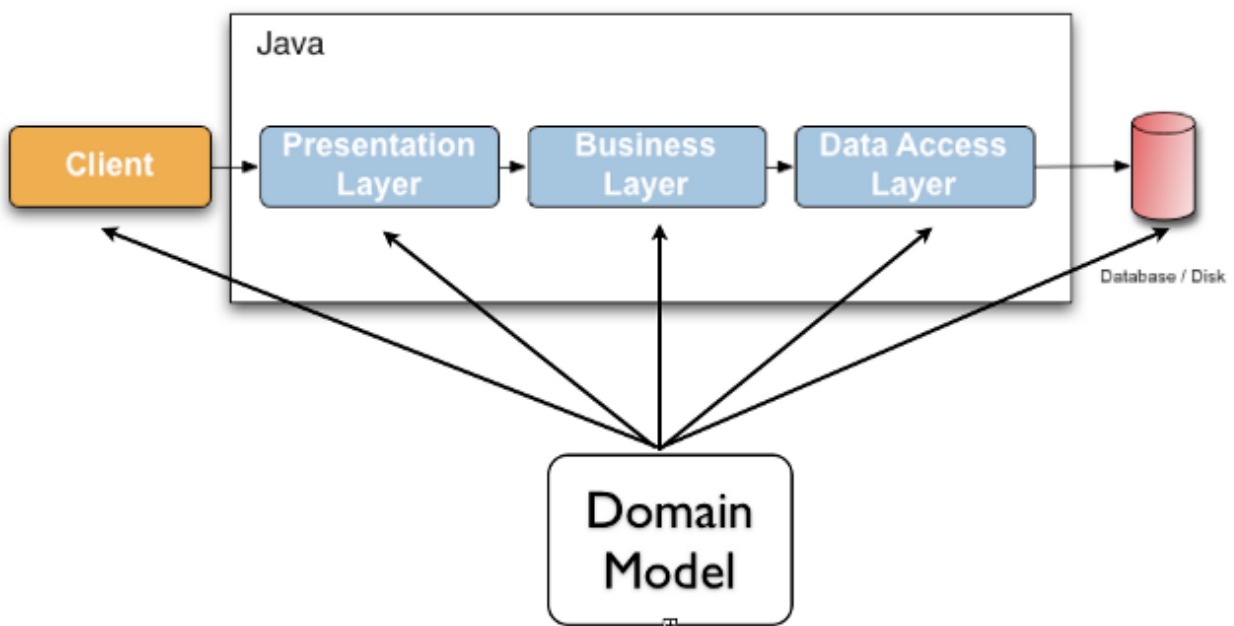 Java
Client
Presentation
Layer
Business
Layer
Data Access
Layer
Database / Disk
Domain
Model